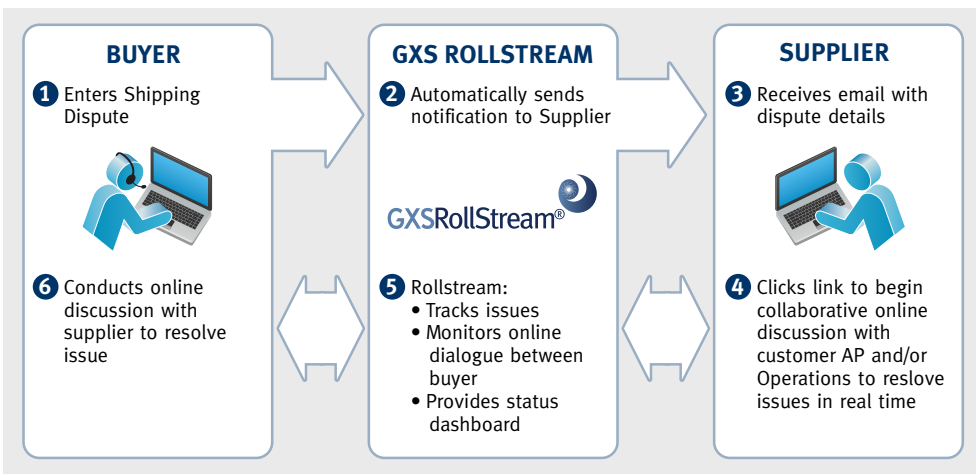 BUYER
1 Enters Shipping
Dispute
6 Conducts online
discussion with
supplier to resolve
issue
GXS ROLLSTREAM
2 Automatically sends
notification to Supplier
GXSRollStream®
5 Rollstream:
• Tracks issues
• Monitors online
dialogue between
buyer
• Provides status
dashboard
SUPPLIER
3 Receives email with
dispute details
4 Clicks link to begin
collaborative online
discussion with
customer AP and/or
Operations to reslove
issues in real time